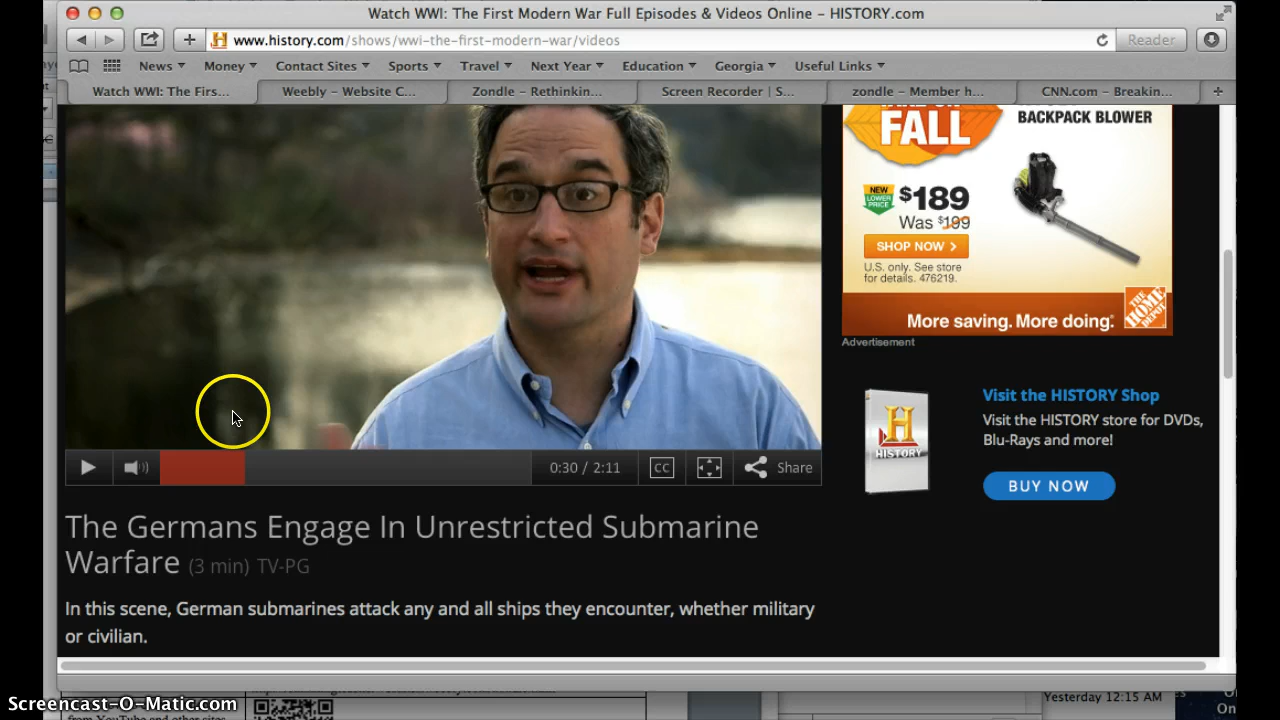 Watch WWI: The First Modern War Full Episodes & Videos Online – HISTORY.com
www.history.com/shows/wwi-the-first-modern-war/videos
Reader
News Money Contact Sites Sports Travel Next Year Education Georgia Useful Links
Watch WWI: The Firs... Weebly – Website C... Zondle – Rethinkin... Screen Recorder | S... zondle – Member h... CNN.com – Breakin...
FALL
BACKPACK BLOWER
NEW LOWER PRICE
$189
Was $199
SHOP NOW >
U.S. only. See store
for details. 476219.
THE HOME DEPOT
More saving. More doing.
Advertisement
H
HISTORY
Visit the HISTORY Shop
Visit the HISTORY store for DVDs,
Blu-Rays and more!
BUY NOW
0:30 / 2:11 CC Share
The Germans Engage In Unrestricted Submarine
Warfare (3 min) TV-PG
In this scene, German submarines attack any and all ships they encounter, whether military
or civilian.
Yesterday 12:15 AM
Screencast-O-Matic.com
from YouTube and other sites